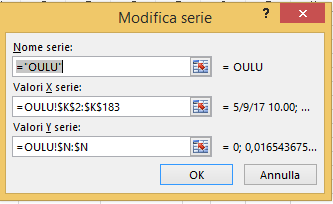 Modifica serie
? X
Nome serie:
="OULU" = OULU
Valori X serie:
=OULU!$K$2:$K$183 = 5/9/17 10.00; ...
Valori Y serie:
=OULU!$N:$N = 0; 0,016543675...
OK Annulla